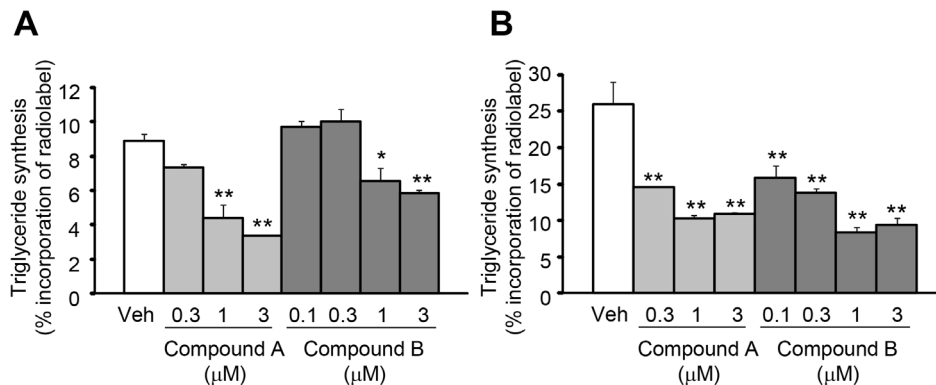 A
Triglyceride synthesis
(% incorporation of radiolabel)
12
10
8
6
4
2
0
**
**
*
**
Veh 0.3 1 3 0.1 0.3 1 3
Compound A Compound B
(μM) (μM)
B
Triglyceride synthesis
(% incorporation of radiolabel)
30
25
20
15
10
5
0
**
**
**
**
**
**
**
Veh 0.3 1 3 0.1 0.3 1 3
Compound A Compound B
(μM) (μM)